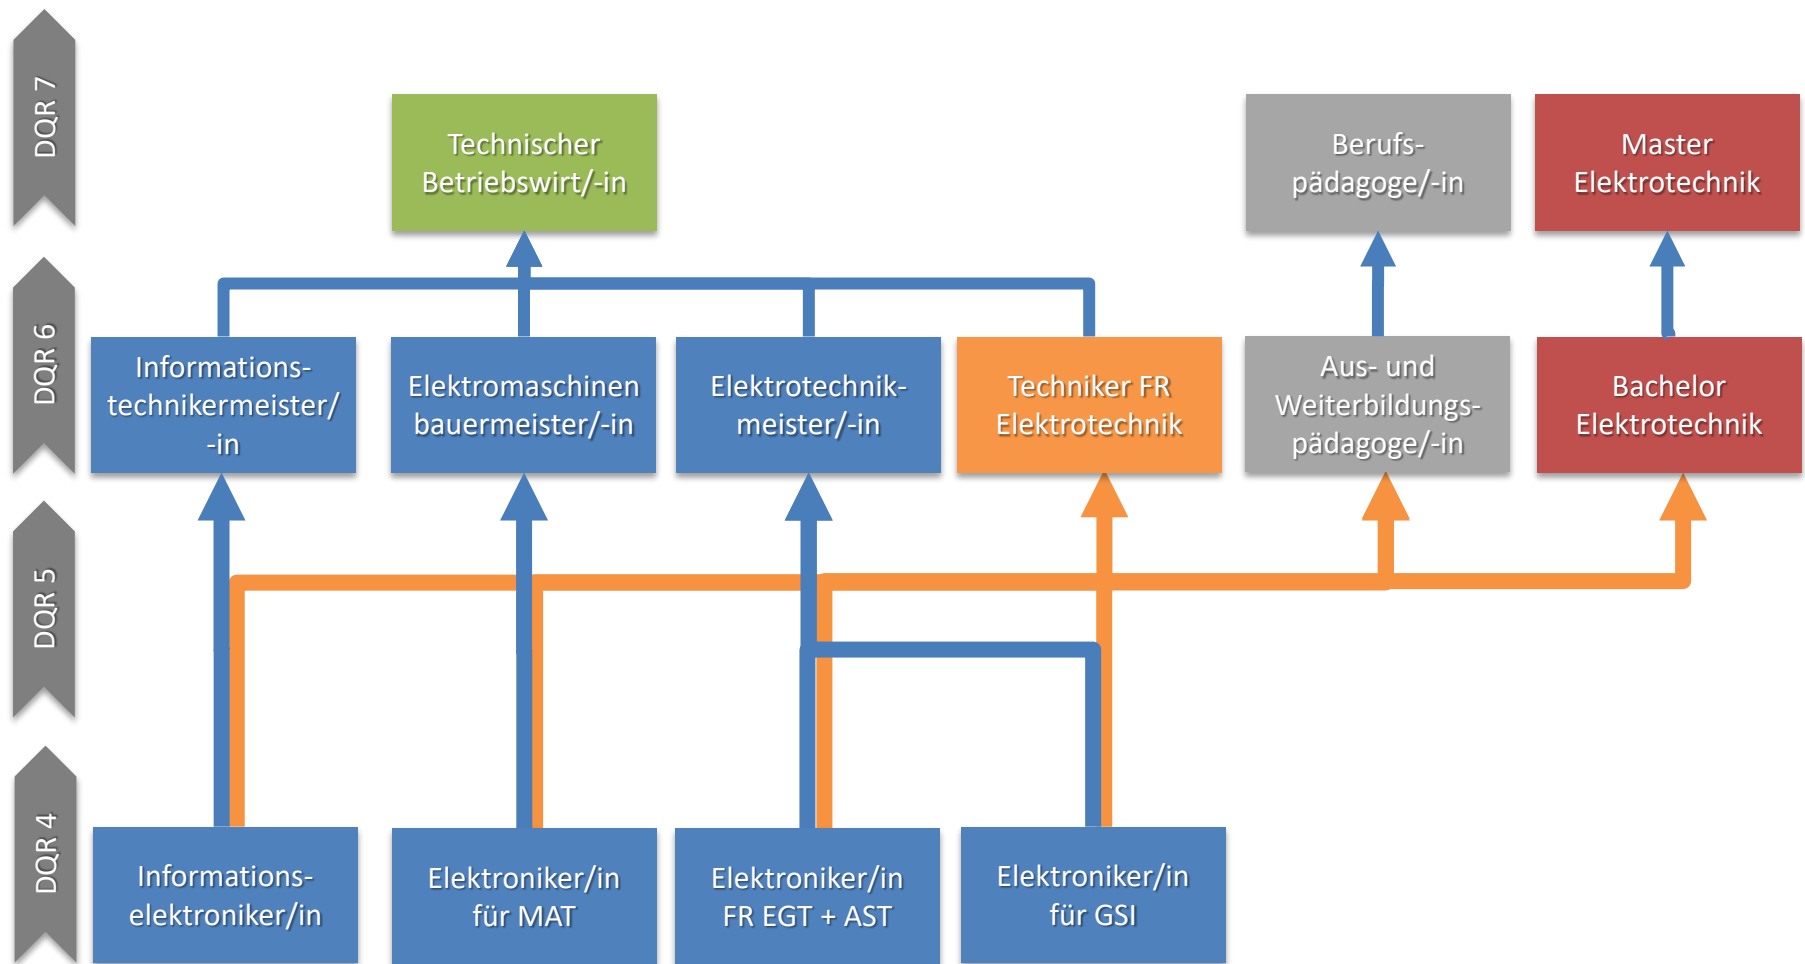 DQR 7
Technischer
Betriebswirt/-in
Berufs-
pädagoge/-in
Master
Elektrotechnik
DQR 6
Informations-
technikermeister/
-in
Elektromaschinen
bauermeister/-in
Elektrotechnik-
meister/-in
Techniker FR
Elektrotechnik
Aus- und
Weiterbildungs-
pädagoge/-in
Bachelor
Elektrotechnik
DQR 5
DQR 4
Informations-
elektroniker/in
Elektroniker/in
für MAT
Elektroniker/in
FR EGT + AST
Elektroniker/in
für GSI